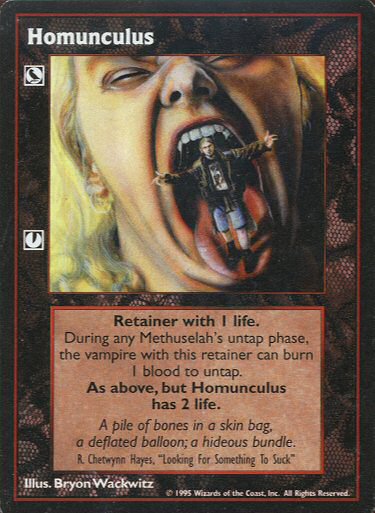 Homunculus
Retainer with 1 life.
During any Methuselah's untap phase,
the vampire with this retainer can burn
1 blood to untap.
As above, but Homunculus
has 2 life.
A pile of bones in a skin bag,
a deflated balloon; a hideous bundle.
R. Chetwynn Hayes, "Looking For Something To Suck"
Illus. Bryon Wackwitz
© 1995 Wizards of the Coast, Inc. All Rights Reserved.